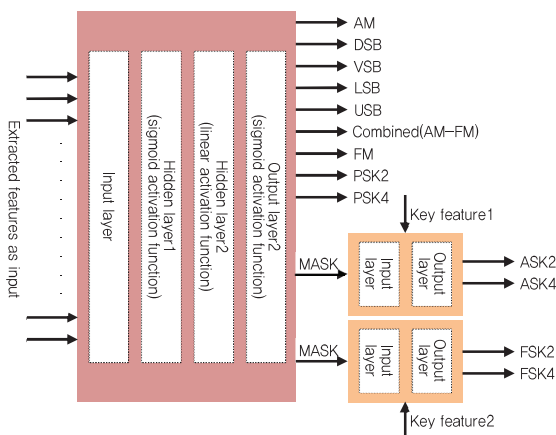 Extracted features as input
Input layer
Hidden layer1
(sigmoid activation function)
Hidden layer2
(linear activation function)
Output layer2
(sigmoid activation function)
AM
DSB
VSB
LSB
USB
Combined(AM-FM)
FM
PSK2
PSK4
Key feature1
MASK
Input
layer
Output
layer
ASK2
ASK4
MASK
Input
layer
Output
layer
FSK2
FSK4
Key feature2